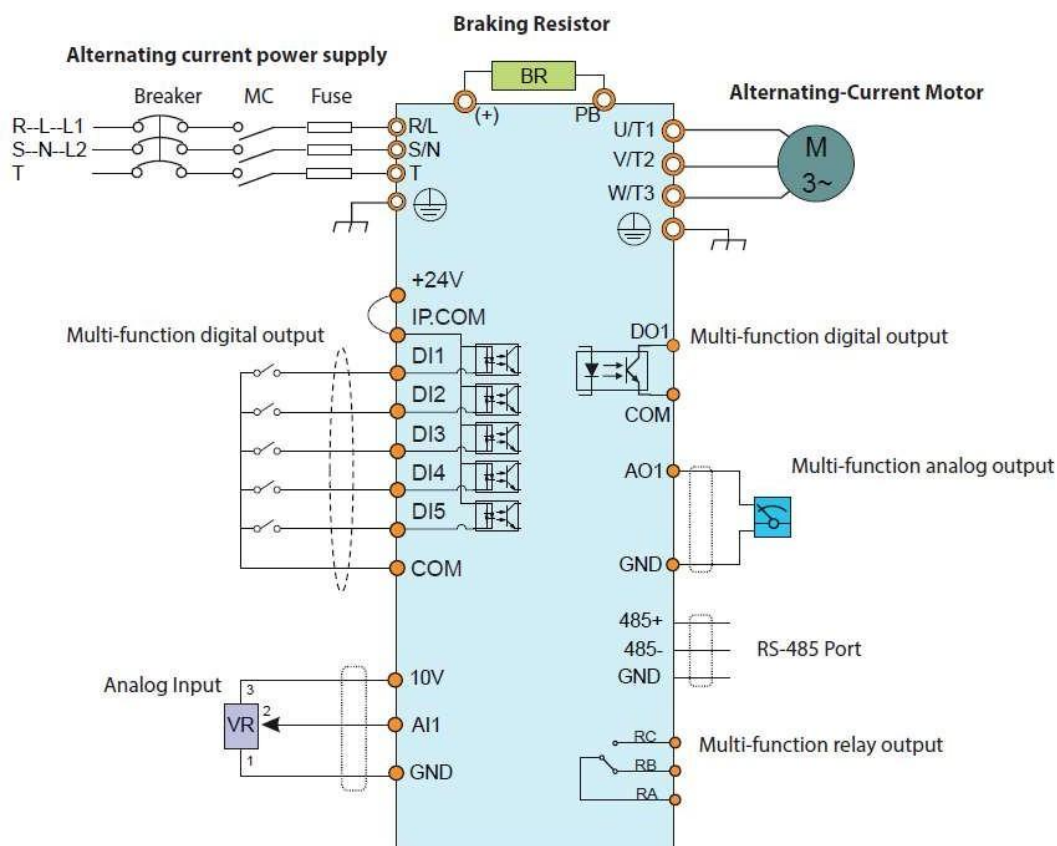 Braking Resistor
Alternating current power supply
BR
Breaker MC Fuse
(+) PB
Alternating-Current Motor
R--L--L1
R/L
U/T1
S--N--L2
S/N
V/T2
M
3~
T
T
W/T3
+24V
IP.COM
Multi-function digital output
DI1
DI2
DI3
DI4
DI5
COM
DO1
Multi-function digital output
COM
AO1
Multi-function analog output
GND
485+
485-
RS-485 Port
GND
Analog Input
3
10V
VR
2
AI1
1
GND
RC
Multi-function relay output
RB
RA